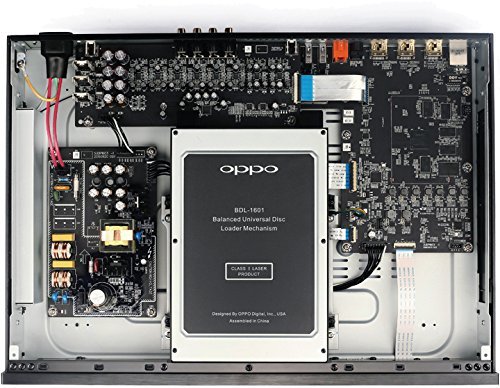 oppo
BDL-1601
Balanced Universal Disc
Loader Mechanism
CLASS 1 LASER
PRODUCT
Designed By OPPO Digital, Inc., USA
Assembled in China